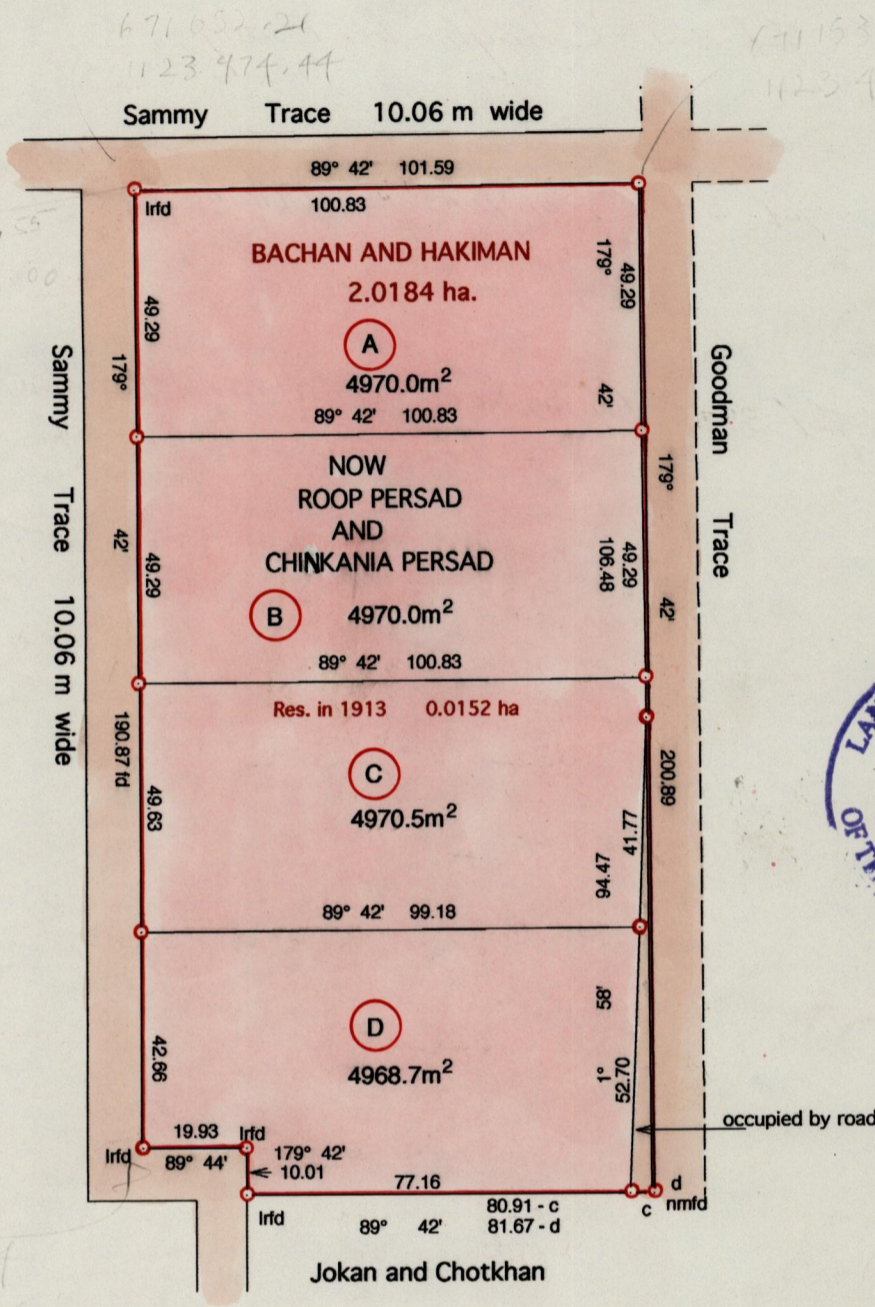 Sammy Trace 10.06 m wide
89° 42' 101.59
Irfd
100.83
BACHAN AND HAKIMAN
2.0184 ha.
A
4970.0m²
89° 42' 100.83
49.29
179°
42'
49.29
179°
42'
Sammy Trace 10.06 m wide
Goodman Trace
NOW
ROOP PERSAD
AND
CHINKANIA PERSAD
B
4970.0m²
89° 42' 100.83
49.29
49.29
106.48
179°
42'
Res. in 1913 0.0152 ha
C
4970.5m²
89° 42' 99.18
190.87 fd
49.63
41.77
94.47
200.89
D
4968.7m²
42.66
58'
1°
52.70
occupied by road
19.93
Irfd
Irfd
89° 44'
179° 42'
10.01
77.16
Irfd
80.91 - c
89° 42' 81.67 - d
c
d
nmfd
Jokan and Chotkhan